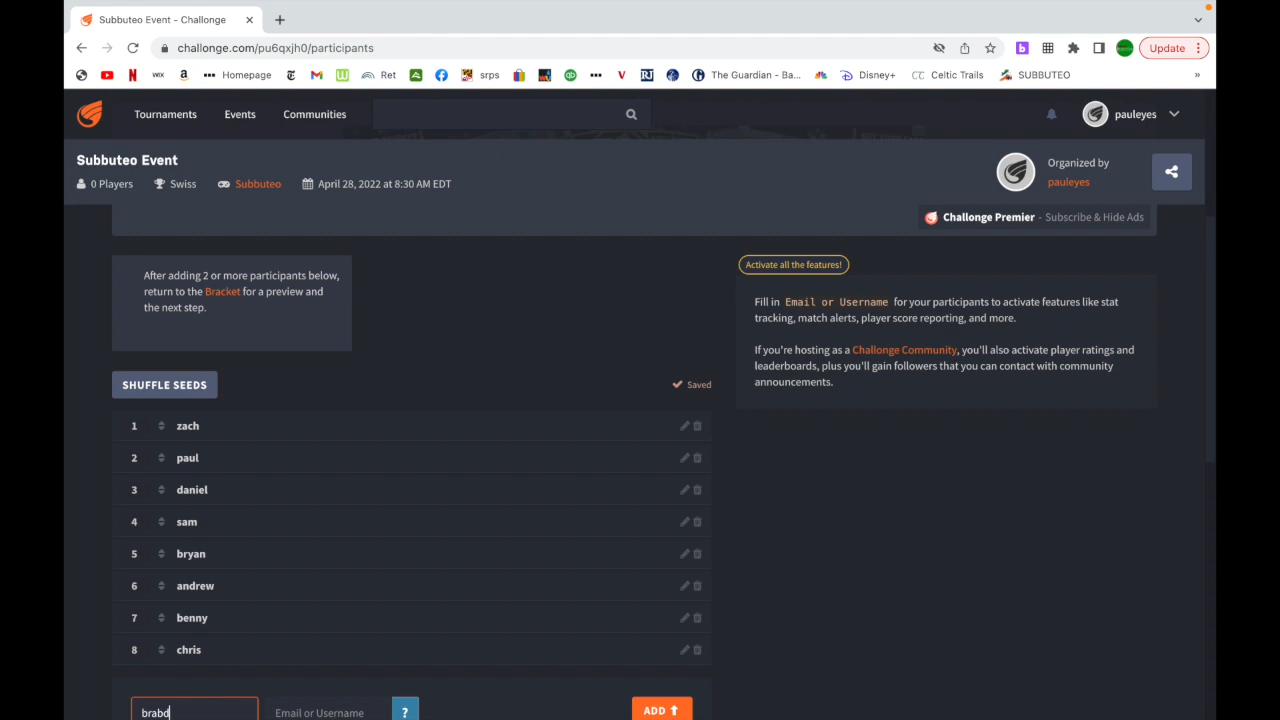 Subbuteo Event - Challonge
challonge.com/pu6qxjh0/participants
Update
Homepage
Ret
srps
The Guardian - Ba...
Disney+
CC Celtic Trails
SUBBUTEO
»
Tournaments
Events
Communities
pauleyes
Subbuteo Event
0 Players
Swiss
Subbuteo
April 28, 2022 at 8:30 AM EDT
Organized by
pauleyes
Challonge Premier - Subscribe & Hide Ads
After adding 2 or more participants below,
return to the Bracket for a preview and
the next step.
Activate all the features!
Fill in Email or Username for your participants to activate features like stat
tracking, match alerts, player score reporting, and more.
If you're hosting as a Challonge Community, you'll also activate player ratings and
leaderboards, plus you'll gain followers that you can contact with community
announcements.
SHUFFLE SEEDS
Saved
1 zach
2 paul
3 daniel
4 sam
5 bryan
6 andrew
7 benny
8 chris
brabd
Email or Username
?
ADD